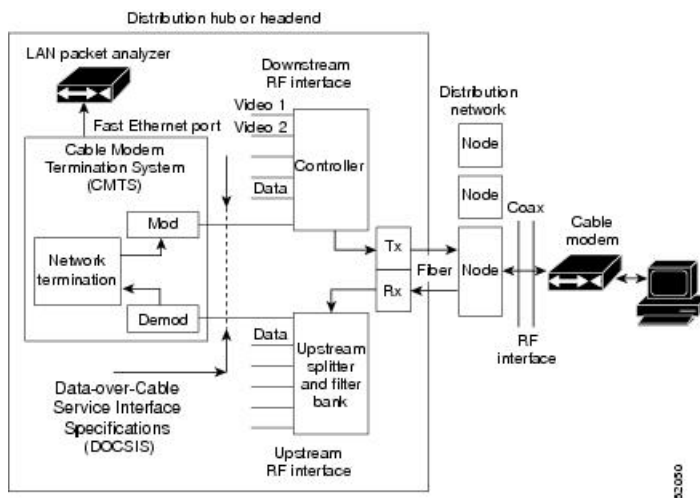 Distribution hub or headend
LAN packet analyzer
Downstream
RF interface
Distribution
network
Video 1
Video 2
Data
Controller
Fast Ethernet port
Cable Modem
Termination System
(CMTS)
Mod
Network
termination
Demod
Node
Node
Node
Coax
Cable
modem
Tx
Rx
Fiber
RF
interface
Data
Upstream
splitter
and filter
bank
Data-over-Cable
Service Interface
Specifications
(DOCSIS)
Upstream
RF interface
62050